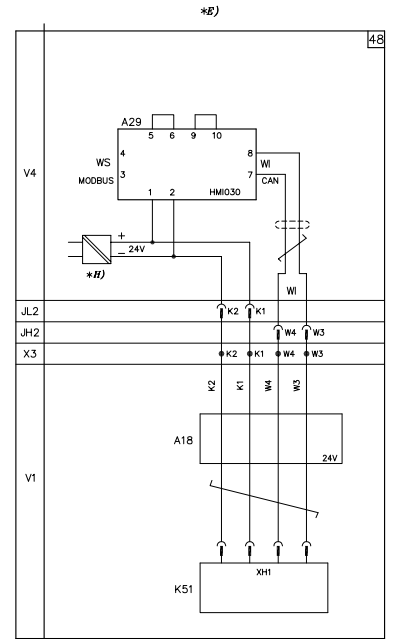 *E)
48
A29
5 6 9 10
4 8
WS WI
V4
MODBUS 3 7 CAN
1 2 HMI030
+
24V
–
*H)
WI
JL2 K2 K1
JH2 W4 W3
X3 K2 K1 W4 W3
K2 K1 W4 W3
A18
24V
V1
XH1
K51